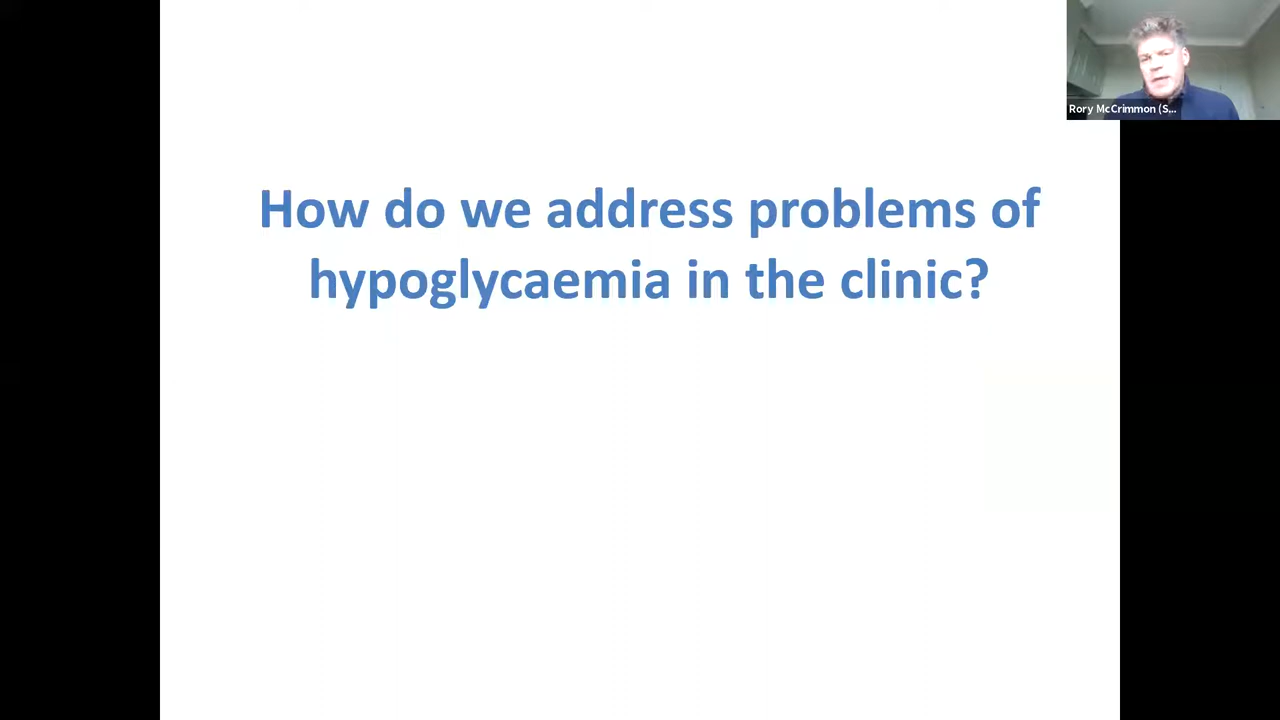 Rory McCrimmon (S...
How do we address problems of
hypoglycaemia in the clinic?